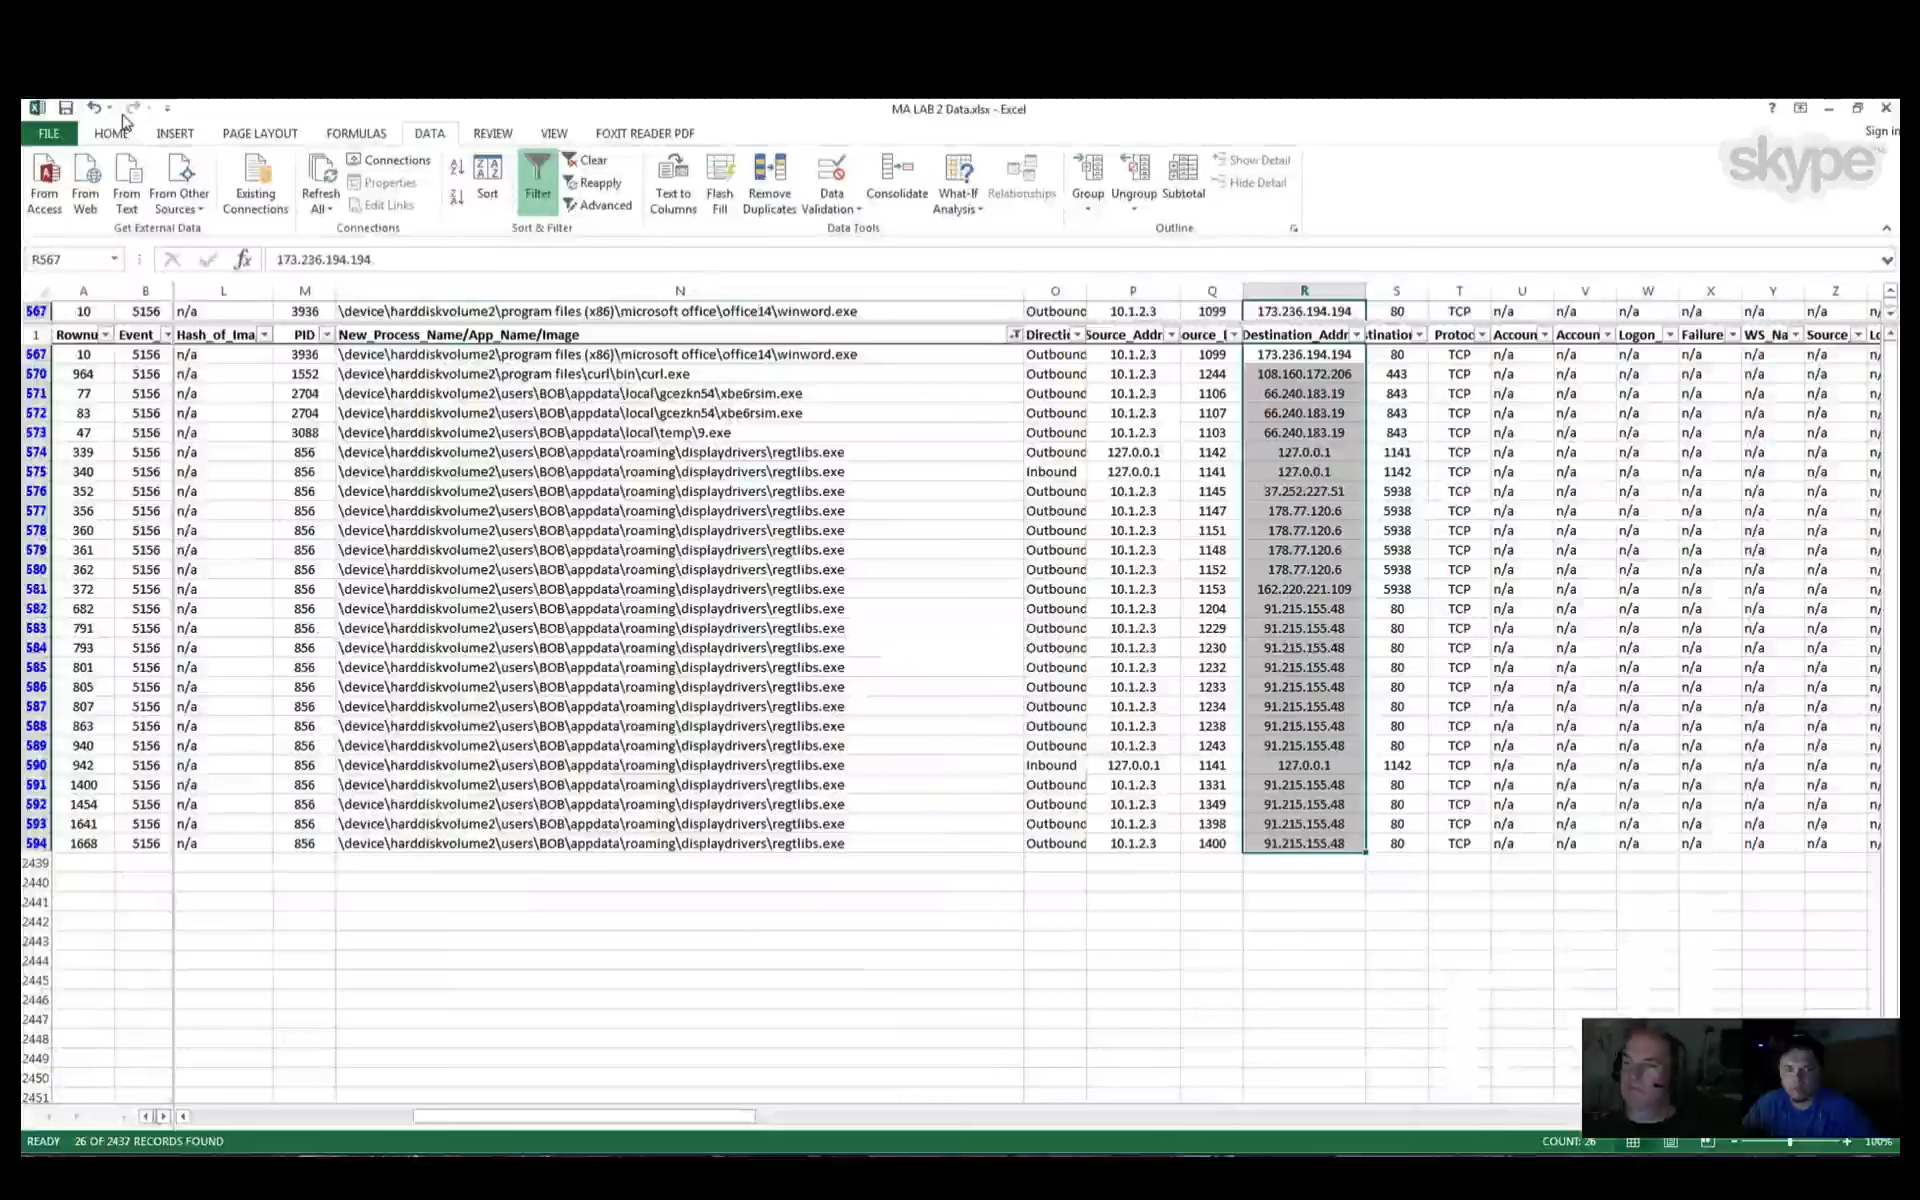 MA LAB 2 Data.xlsx - Excel
Sign in
skype
FILE HOME INSERT PAGE LAYOUT FORMULAS DATA REVIEW VIEW FOXIT READER PDF
From Access From Web From Text From Other Sources Existing Connections Refresh All Connections Properties Edit Links Sort Filter Clear Reapply Advanced Text to Columns Flash Fill Remove Duplicates Data Validation Consolidate What-If Analysis Relationships Group Ungroup Subtotal Show Detail Hide Detail
Get External Data Connections Sort & Filter Data Tools Outline
R567 fx 173.236.194.194
A B L M N O P Q R S T U V W X Y Z
567 10 5156 n/a 3936 \device\harddiskvolume2\program files (x86)\microsoft office\office14\winword.exe Outbound 10.1.2.3 1099 173.236.194.194 80 TCP n/a n/a n/a n/a n/a n/a n/
1 Rownu Event_ Hash_of_Ima PID New_Process_Name/App_Name/Image Directi Source_Addr ource_ Destination_Addr stination Protoc Accoun Accoun Logon_ Failure WS_Na Source Lo
567 10 5156 n/a 3936 \device\harddiskvolume2\program files (x86)\microsoft office\office14\winword.exe Outbound 10.1.2.3 1099 173.236.194.194 80 TCP n/a n/a n/a n/a n/a n/a n/
570 964 5156 n/a 1552 \device\harddiskvolume2\program files\curl\bin\curl.exe Outbound 10.1.2.3 1244 108.160.172.206 443 TCP n/a n/a n/a n/a n/a n/a n/
571 77 5156 n/a 2704 \device\harddiskvolume2\users\BOB\appdata\local\gcezkn54\xbe6rsim.exe Outbound 10.1.2.3 1106 66.240.183.19 843 TCP n/a n/a n/a n/a n/a n/a n/
572 83 5156 n/a 2704 \device\harddiskvolume2\users\BOB\appdata\local\gcezkn54\xbe6rsim.exe Outbound 10.1.2.3 1107 66.240.183.19 843 TCP n/a n/a n/a n/a n/a n/a n/
573 47 5156 n/a 3088 \device\harddiskvolume2\users\BOB\appdata\local\temp\9.exe Outbound 10.1.2.3 1103 66.240.183.19 843 TCP n/a n/a n/a n/a n/a n/a n/
574 339 5156 n/a 856 \device\harddiskvolume2\users\BOB\appdata\roaming\displaydrivers\regtlibs.exe Outbound 127.0.0.1 1142 127.0.0.1 1141 TCP n/a n/a n/a n/a n/a n/a n/
575 340 5156 n/a 856 \device\harddiskvolume2\users\BOB\appdata\roaming\displaydrivers\regtlibs.exe Inbound 127.0.0.1 1141 127.0.0.1 1142 TCP n/a n/a n/a n/a n/a n/a n/
576 352 5156 n/a 856 \device\harddiskvolume2\users\BOB\appdata\roaming\displaydrivers\regtlibs.exe Outbound 10.1.2.3 1145 37.252.227.51 5938 TCP n/a n/a n/a n/a n/a n/a n/
577 356 5156 n/a 856 \device\harddiskvolume2\users\BOB\appdata\roaming\displaydrivers\regtlibs.exe Outbound 10.1.2.3 1147 178.77.120.6 5938 TCP n/a n/a n/a n/a n/a n/a n/
578 360 5156 n/a 856 \device\harddiskvolume2\users\BOB\appdata\roaming\displaydrivers\regtlibs.exe Outbound 10.1.2.3 1151 178.77.120.6 5938 TCP n/a n/a n/a n/a n/a n/a n/
579 361 5156 n/a 856 \device\harddiskvolume2\users\BOB\appdata\roaming\displaydrivers\regtlibs.exe Outbound 10.1.2.3 1148 178.77.120.6 5938 TCP n/a n/a n/a n/a n/a n/a n/
580 362 5156 n/a 856 \device\harddiskvolume2\users\BOB\appdata\roaming\displaydrivers\regtlibs.exe Outbound 10.1.2.3 1152 178.77.120.6 5938 TCP n/a n/a n/a n/a n/a n/a n/
581 372 5156 n/a 856 \device\harddiskvolume2\users\BOB\appdata\roaming\displaydrivers\regtlibs.exe Outbound 10.1.2.3 1153 162.220.221.109 5938 TCP n/a n/a n/a n/a n/a n/a n/
582 682 5156 n/a 856 \device\harddiskvolume2\users\BOB\appdata\roaming\displaydrivers\regtlibs.exe Outbound 10.1.2.3 1204 91.215.155.48 80 TCP n/a n/a n/a n/a n/a n/a n/
583 791 5156 n/a 856 \device\harddiskvolume2\users\BOB\appdata\roaming\displaydrivers\regtlibs.exe Outbound 10.1.2.3 1229 91.215.155.48 80 TCP n/a n/a n/a n/a n/a n/a n/
584 793 5156 n/a 856 \device\harddiskvolume2\users\BOB\appdata\roaming\displaydrivers\regtlibs.exe Outbound 10.1.2.3 1230 91.215.155.48 80 TCP n/a n/a n/a n/a n/a n/a n/
585 801 5156 n/a 856 \device\harddiskvolume2\users\BOB\appdata\roaming\displaydrivers\regtlibs.exe Outbound 10.1.2.3 1232 91.215.155.48 80 TCP n/a n/a n/a n/a n/a n/a n/
586 805 5156 n/a 856 \device\harddiskvolume2\users\BOB\appdata\roaming\displaydrivers\regtlibs.exe Outbound 10.1.2.3 1233 91.215.155.48 80 TCP n/a n/a n/a n/a n/a n/a n/
587 807 5156 n/a 856 \device\harddiskvolume2\users\BOB\appdata\roaming\displaydrivers\regtlibs.exe Outbound 10.1.2.3 1234 91.215.155.48 80 TCP n/a n/a n/a n/a n/a n/a n/
588 863 5156 n/a 856 \device\harddiskvolume2\users\BOB\appdata\roaming\displaydrivers\regtlibs.exe Outbound 10.1.2.3 1238 91.215.155.48 80 TCP n/a n/a n/a n/a n/a n/a n/
589 940 5156 n/a 856 \device\harddiskvolume2\users\BOB\appdata\roaming\displaydrivers\regtlibs.exe Outbound 10.1.2.3 1243 91.215.155.48 80 TCP n/a n/a n/a n/a n/a n/a n/
590 942 5156 n/a 856 \device\harddiskvolume2\users\BOB\appdata\roaming\displaydrivers\regtlibs.exe Inbound 127.0.0.1 1141 127.0.0.1 1142 TCP n/a n/a n/a n/a n/a n/a n/
591 1400 5156 n/a 856 \device\harddiskvolume2\users\BOB\appdata\roaming\displaydrivers\regtlibs.exe Outbound 10.1.2.3 1331 91.215.155.48 80 TCP n/a n/a n/a n/a n/a n/a n/
592 1454 5156 n/a 856 \device\harddiskvolume2\users\BOB\appdata\roaming\displaydrivers\regtlibs.exe Outbound 10.1.2.3 1349 91.215.155.48 80 TCP n/a n/a n/a n/a n/a n/a n/
593 1641 5156 n/a 856 \device\harddiskvolume2\users\BOB\appdata\roaming\displaydrivers\regtlibs.exe Outbound 10.1.2.3 1398 91.215.155.48 80 TCP n/a n/a n/a n/a n/a n/a n/
594 1668 5156 n/a 856 \device\harddiskvolume2\users\BOB\appdata\roaming\displaydrivers\regtlibs.exe Outbound 10.1.2.3 1400 91.215.155.48 80 TCP n/a n/a n/a n/a n/a n/a n/
2439
2440
2441
2442
2443
2444
2445
2446
2447
2448
2449
2450
2451
READY 26 OF 2437 RECORDS FOUND COUNT: 26 100%